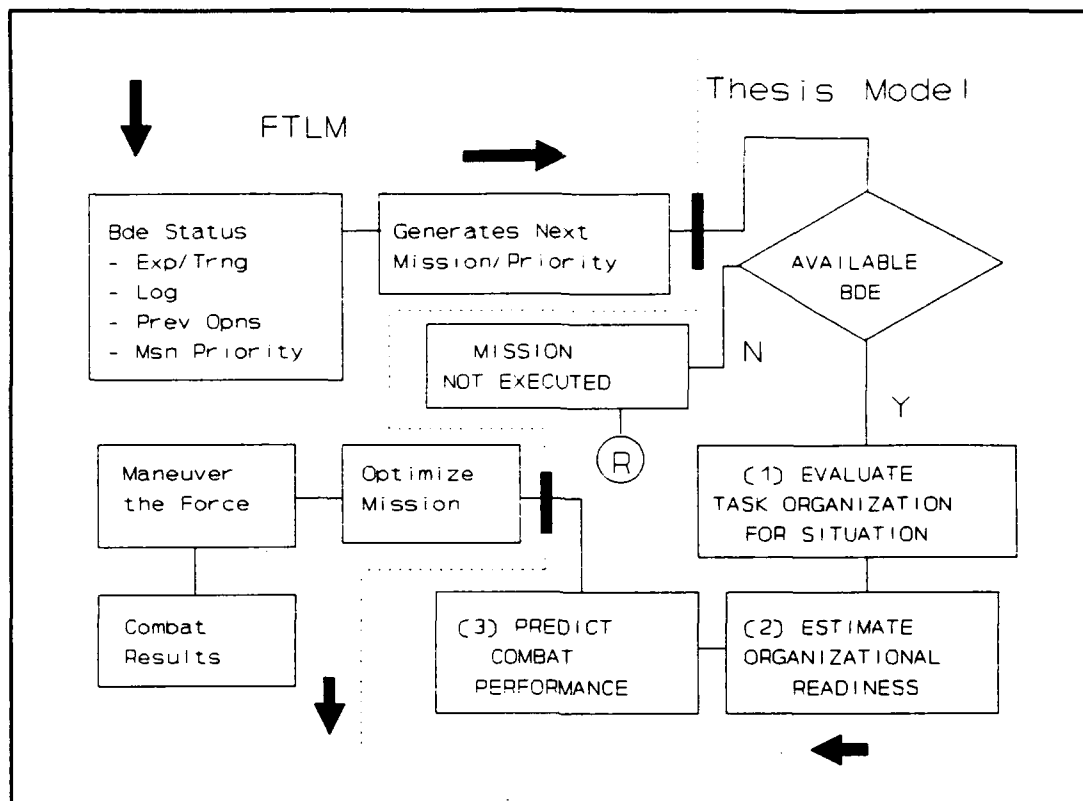 Thesis Model
FTLM
Bde Status
- Exp/Trng
- Log
- Prev Opns
- Msn Priority
Generates Next
Mission/Priority
AVAILABLE
BDE
MISSION
NOT EXECUTED
N
Y
R
Maneuver
the Force
Optimize
Mission
(1) EVALUATE
TASK ORGANIZATION
FOR SITUATION
Combat
Results
(3) PREDICT
COMBAT
PERFORMANCE
(2) ESTIMATE
ORGANIZATIONAL
READINESS